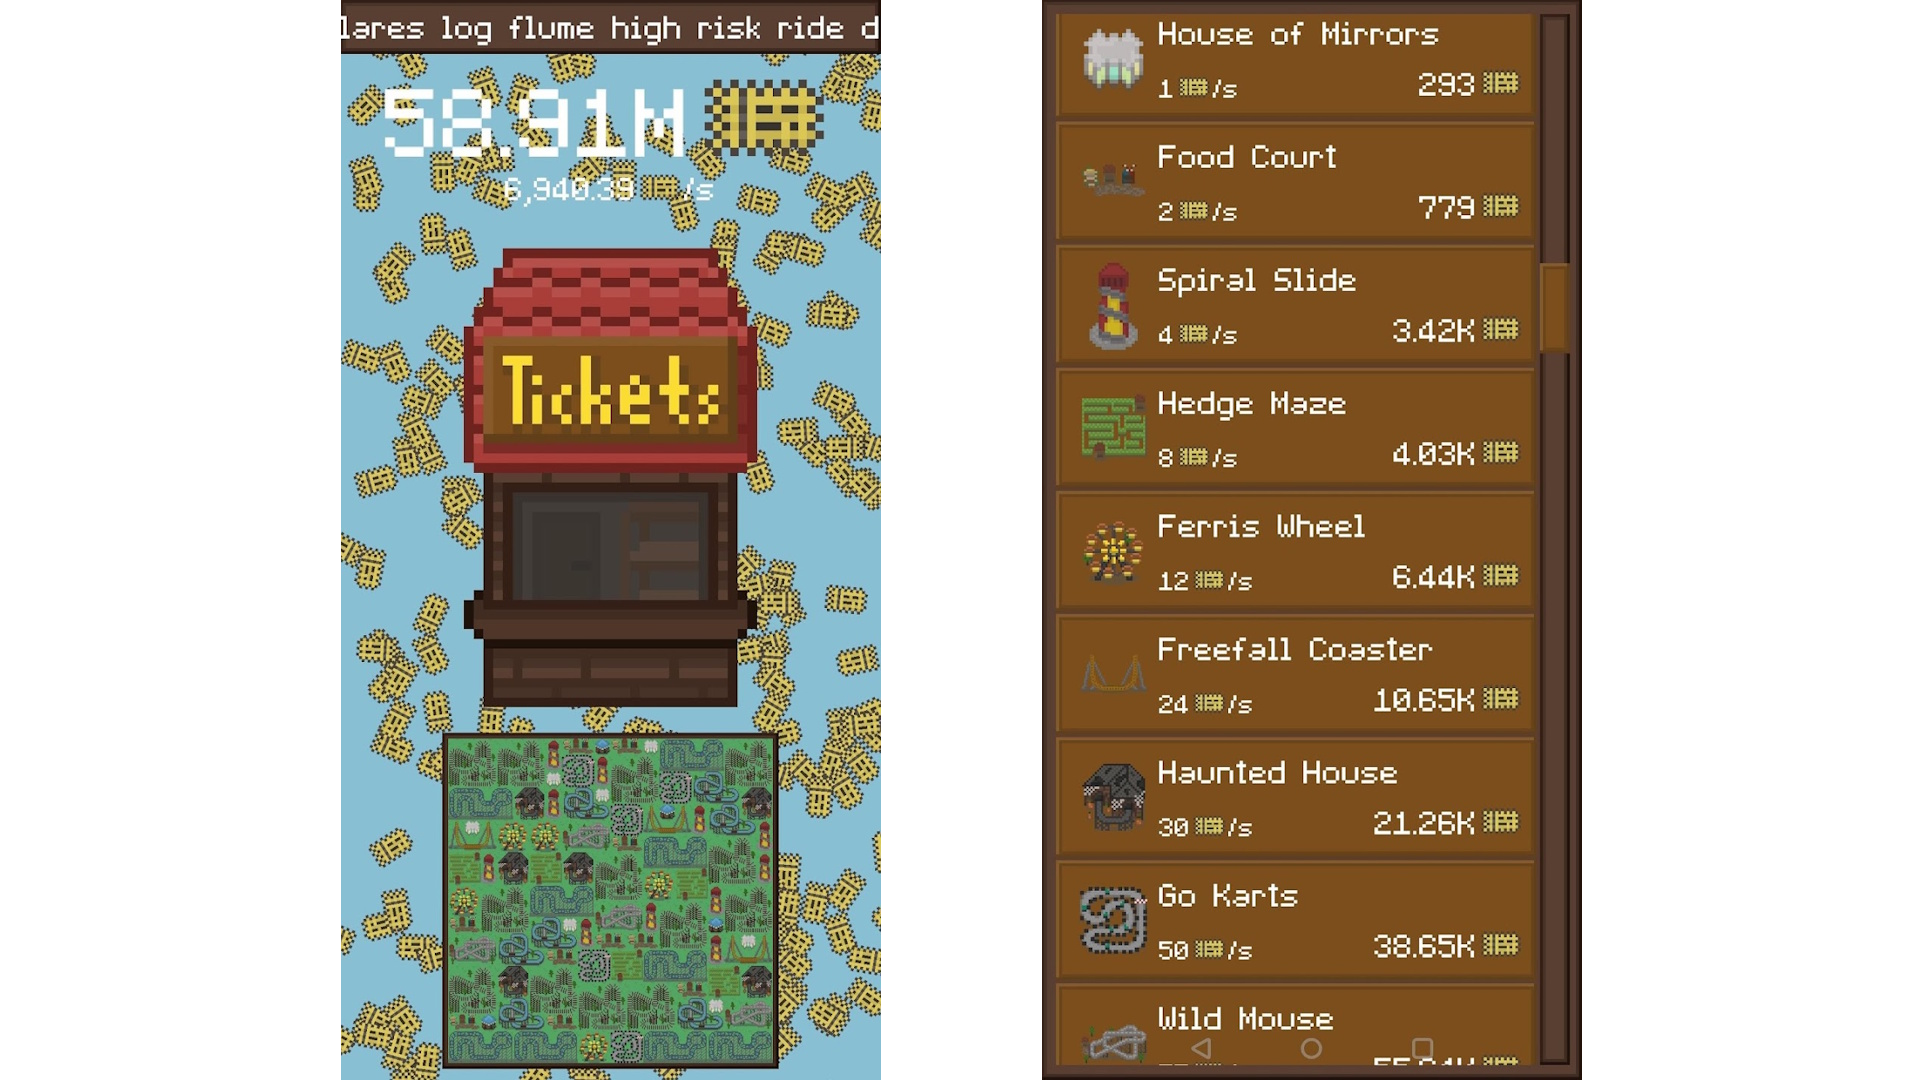 lares log flume high risk ride d
58.91M
6,940.39 /s
Tickets
House of Mirrors
1 /s 293
Food Court
2 /s 779
Spiral Slide
4 /s 3.42K
Hedge Maze
8 /s 4.03K
Ferris Wheel
12 /s 6.44K
Freefall Coaster
24 /s 10.65K
Haunted House
30 /s 21.26K
Go Karts
50 /s 38.65K
Wild Mouse